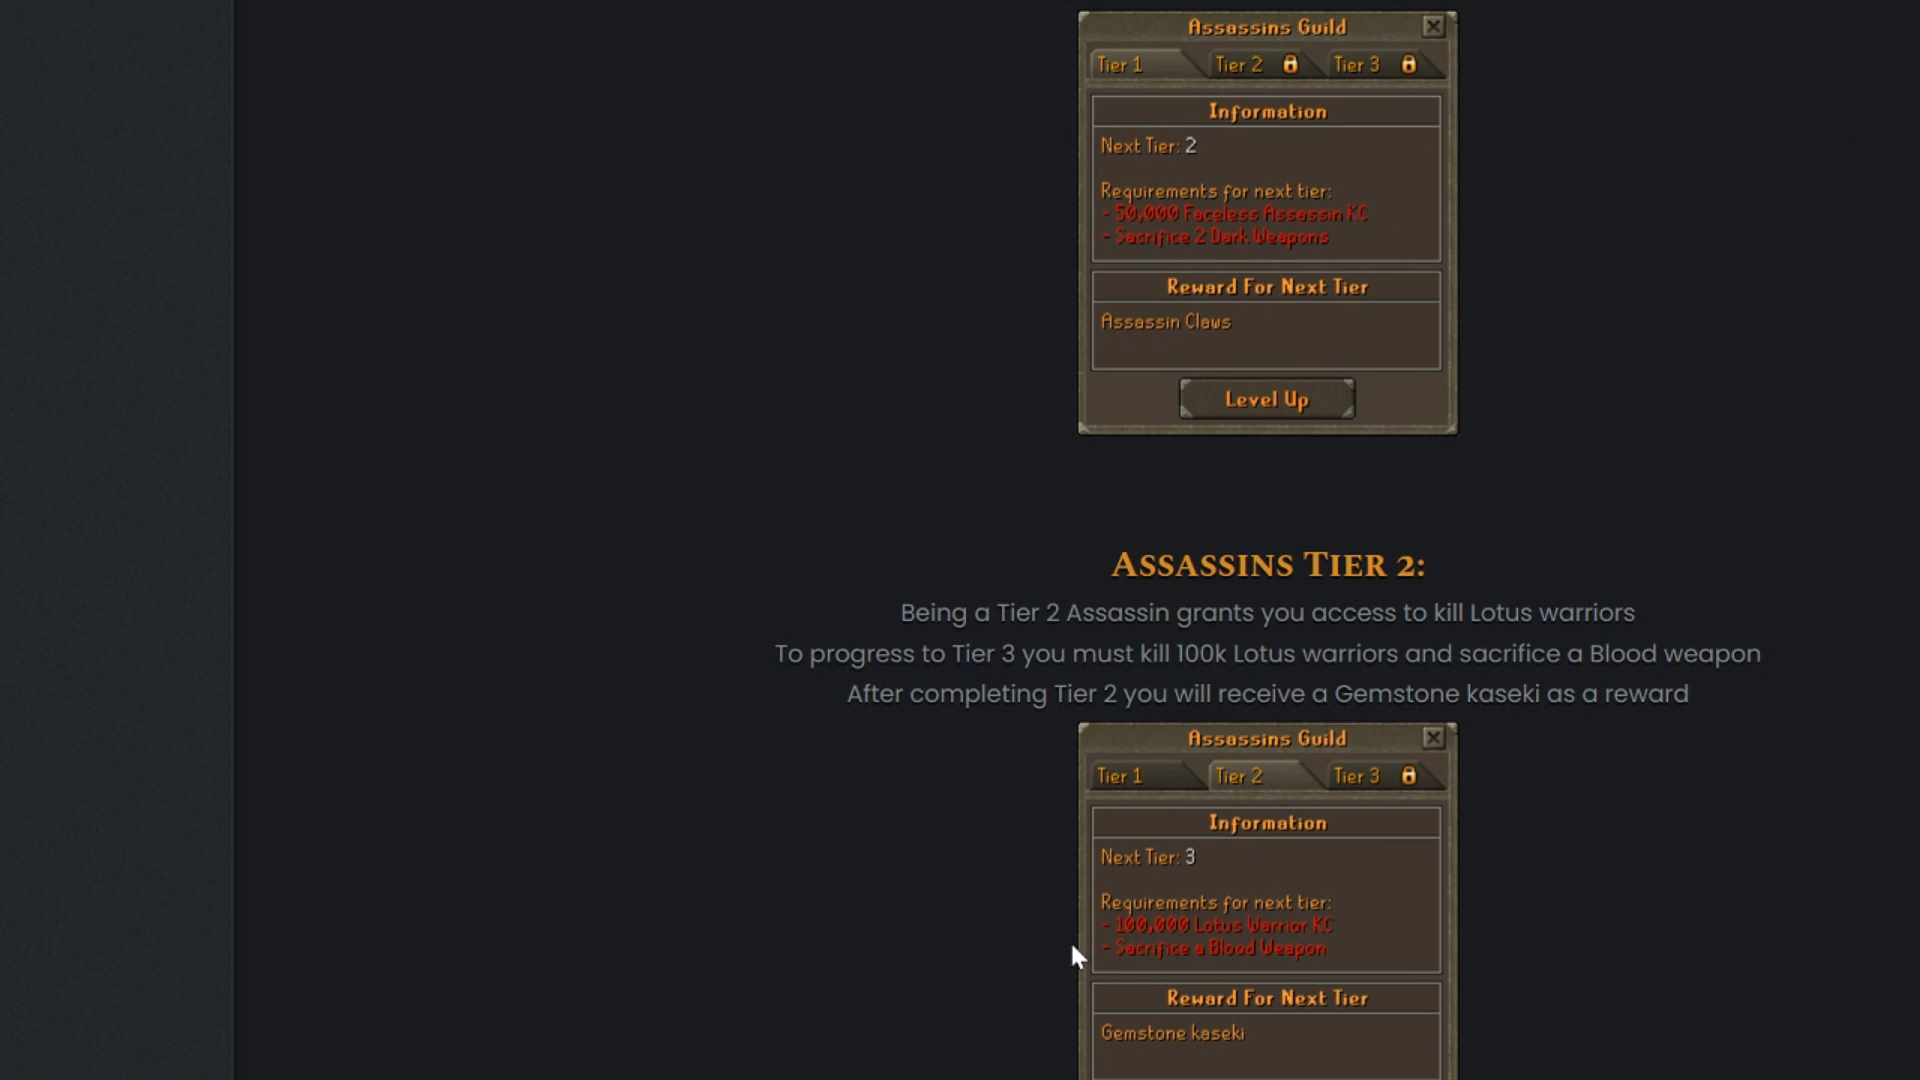 Assassins Guild
Tier 1 Tier 2 Tier 3
Information
Next Tier: 2
Requirements for next tier:
- 50,000 Faceless Assassin KC
- Sacrifice 2 Dark Weapons
Reward For Next Tier
Assassin Claws
Level Up
Assassins Tier 2:
Being a Tier 2 Assassin grants you access to kill Lotus warriors
To progress to Tier 3 you must kill 100k Lotus warriors and sacrifice a Blood weapon
After completing Tier 2 you will receive a Gemstone kaseki as a reward
Assassins Guild
Tier 1 Tier 2 Tier 3
Information
Next Tier: 3
Requirements for next tier:
- 100,000 Lotus Warrior KC
- Sacrifice a Blood Weapon
Reward For Next Tier
Gemstone kaseki